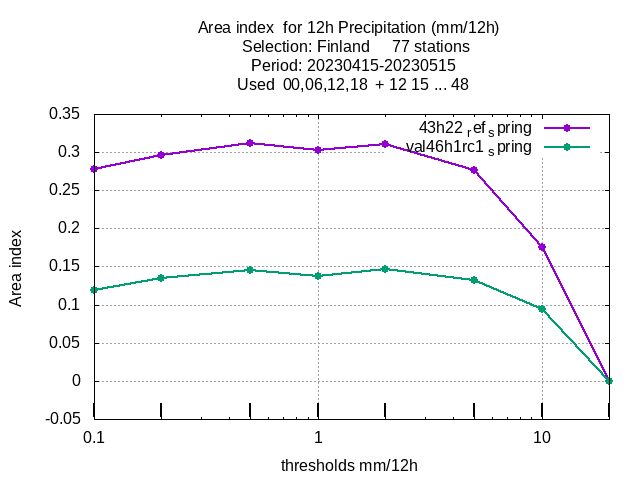 Area index  for 12h Precipitation (mm/12h)
Selection: Finland     77 stations
Period: 20230415-20230515
Used  00,06,12,18 + 12 15 ... 48
43h22 ref spring
val46h1rc1 spring
0.35
0.3
0.25
0.2
0.15
0.1
0.05
0
-0.05
Area index
0.1 1 10
thresholds mm/12h